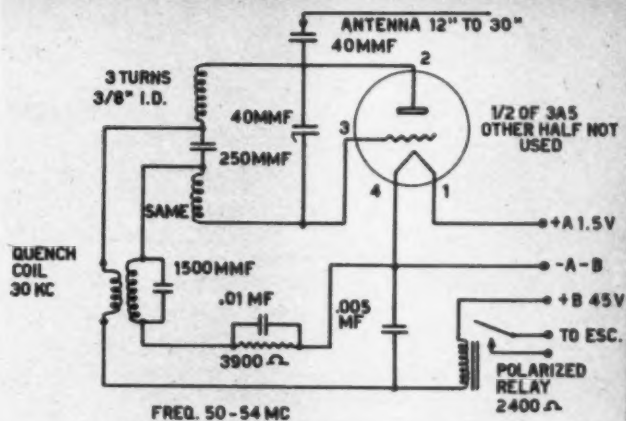 ANTENNA 12" TO 30"
40MMF
2
3 TURNS
3/8" I.D.
40MMF
3
1/2 OF 3A5
OTHER HALF NOT
USED
250MMF
4
1
SAME
+A 1.5V
QUENCH
COIL
30 KC
1500MMF
-A-B
.01 MF
.005
MF
+B 45V
TO ESC.
3900 Ω
POLARIZED
RELAY
2400 Ω
FREQ. 50-54 MC